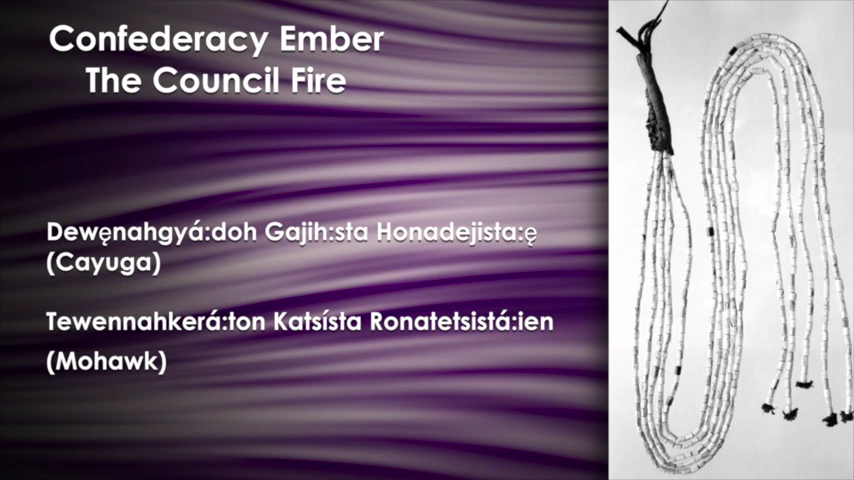 Confederacy Ember
The Council Fire
Dewęnahgyá:doh Gajih:sta Honadejista:ę
(Cayuga)
Tewennahkerá:ton Katsísta Ronatetsistá:ien
(Mohawk)